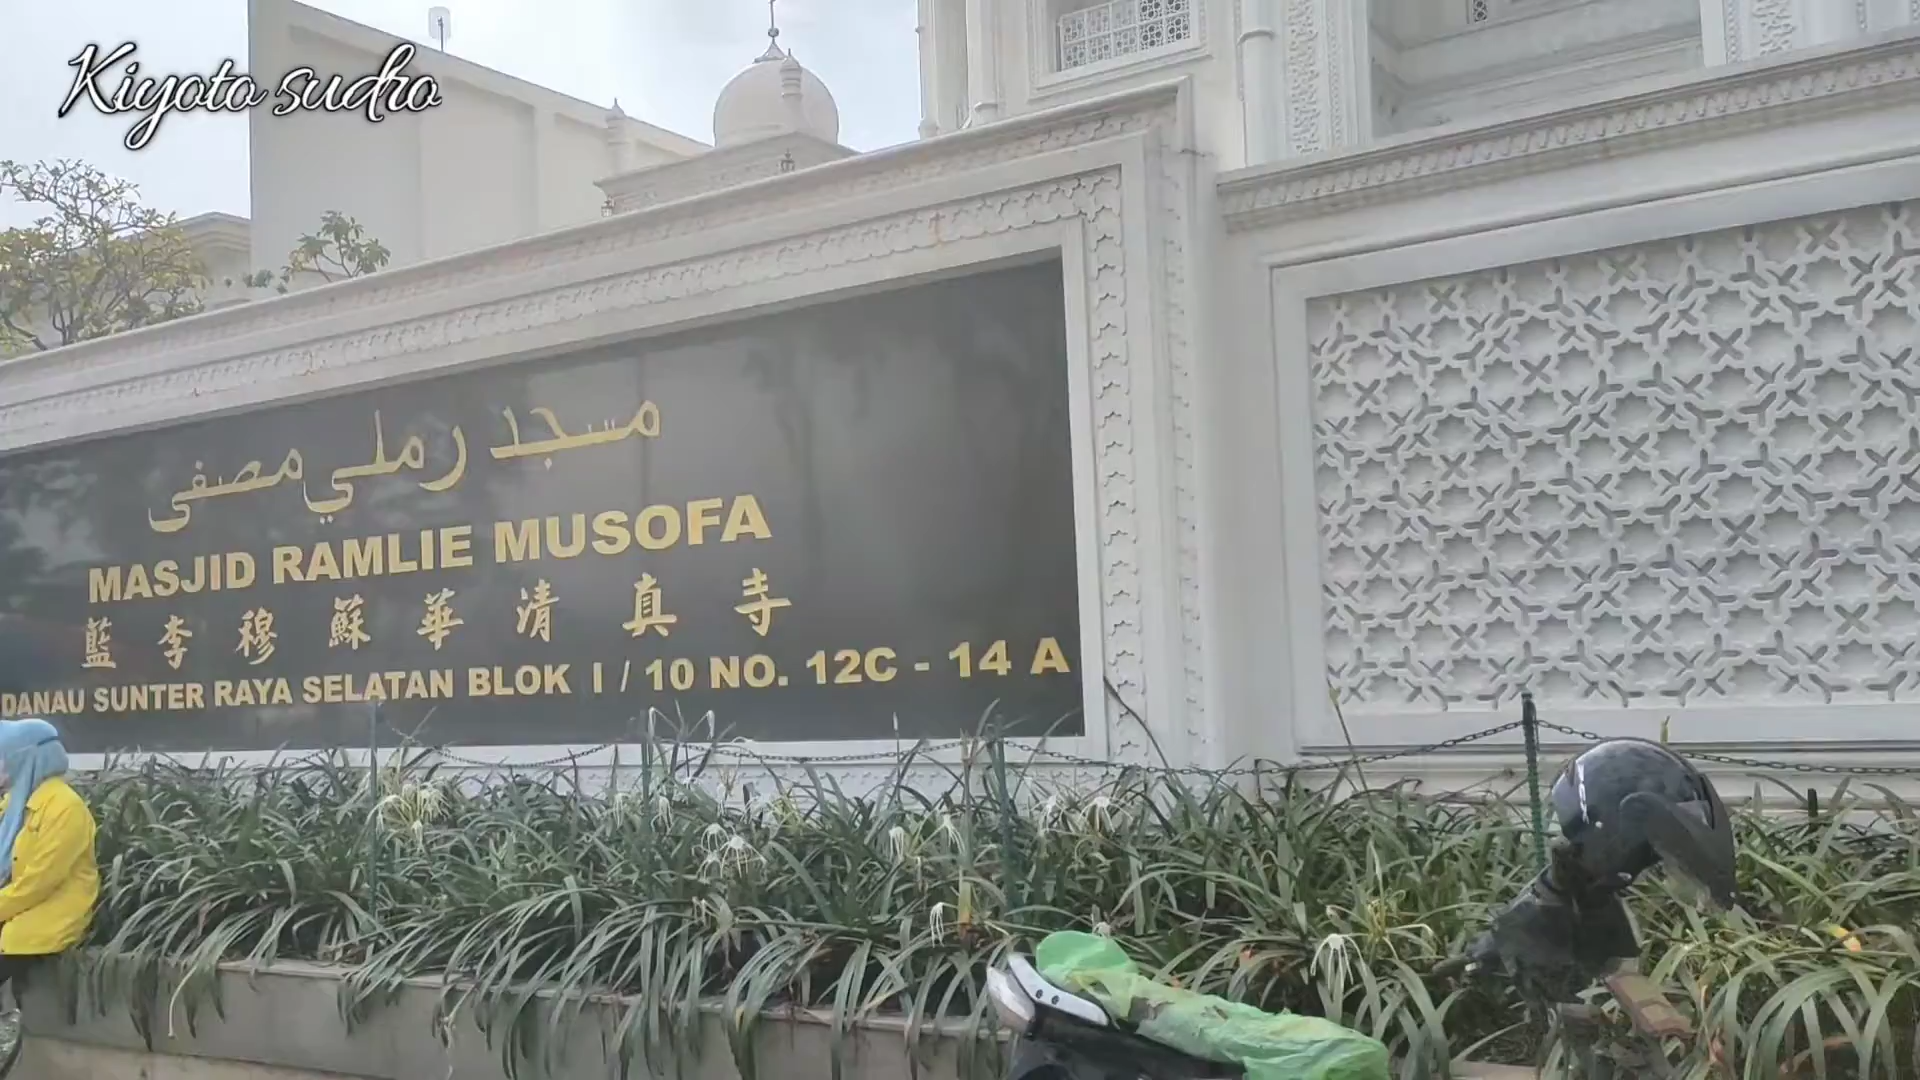 Kiyoto sudro
مسجد رملي مصفى
MASJID RAMLIE MUSOFA
藍李穆蘇華清真寺
DANAU SUNTER RAYA SELATAN BLOK I / 10 NO. 12C - 14 A